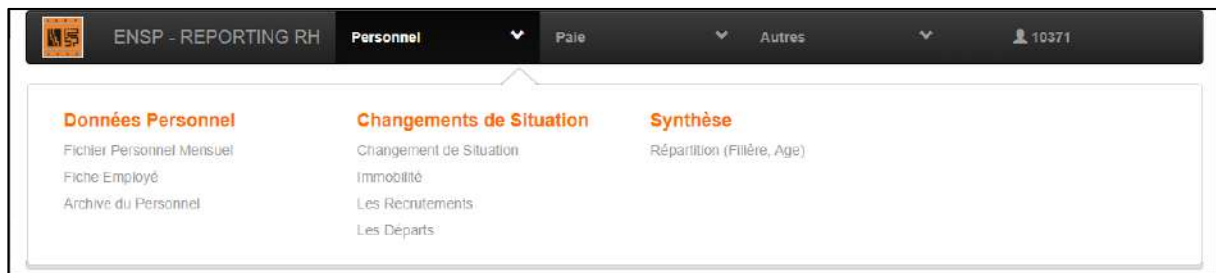 ENSP - REPORTING RH Personnel Paie Autres 10371
Données Personnel Changements de Situation Synthèse
Fichier Personnel Mensuel Changement de Situation Répartition (Filière, Age)
Fiche Employé Immobilité
Archive du Personnel Les Recrutements
Les Départs